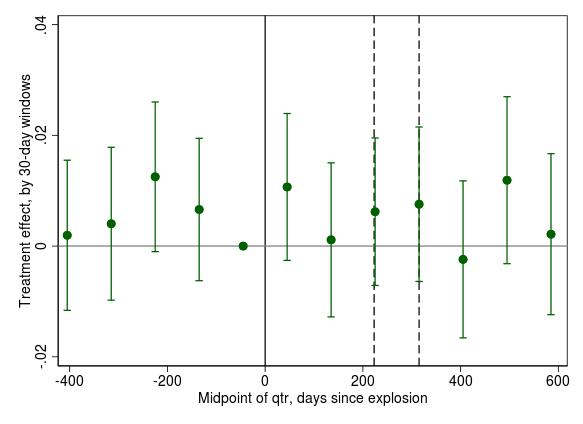 Treatment effect, by 30-day windows
.04
.02
0
-.02
-400 -200 0 200 400 600
Midpoint of qtr, days since explosion